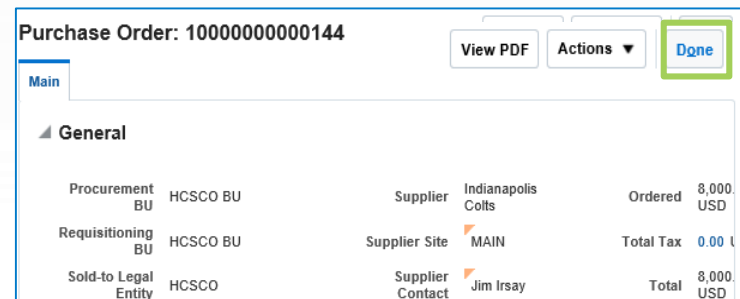 Purchase Order: 10000000000144
View PDF Actions ▼ Done
Main
General
Procurement BU HCSCO BU Supplier Indianapolis Colts Ordered 8,000. USD
Requisitioning BU HCSCO BU Supplier Site MAIN Total Tax 0.00
Sold-to Legal Entity HCSCO Supplier Contact Jim Irsay Total 8,000. USD